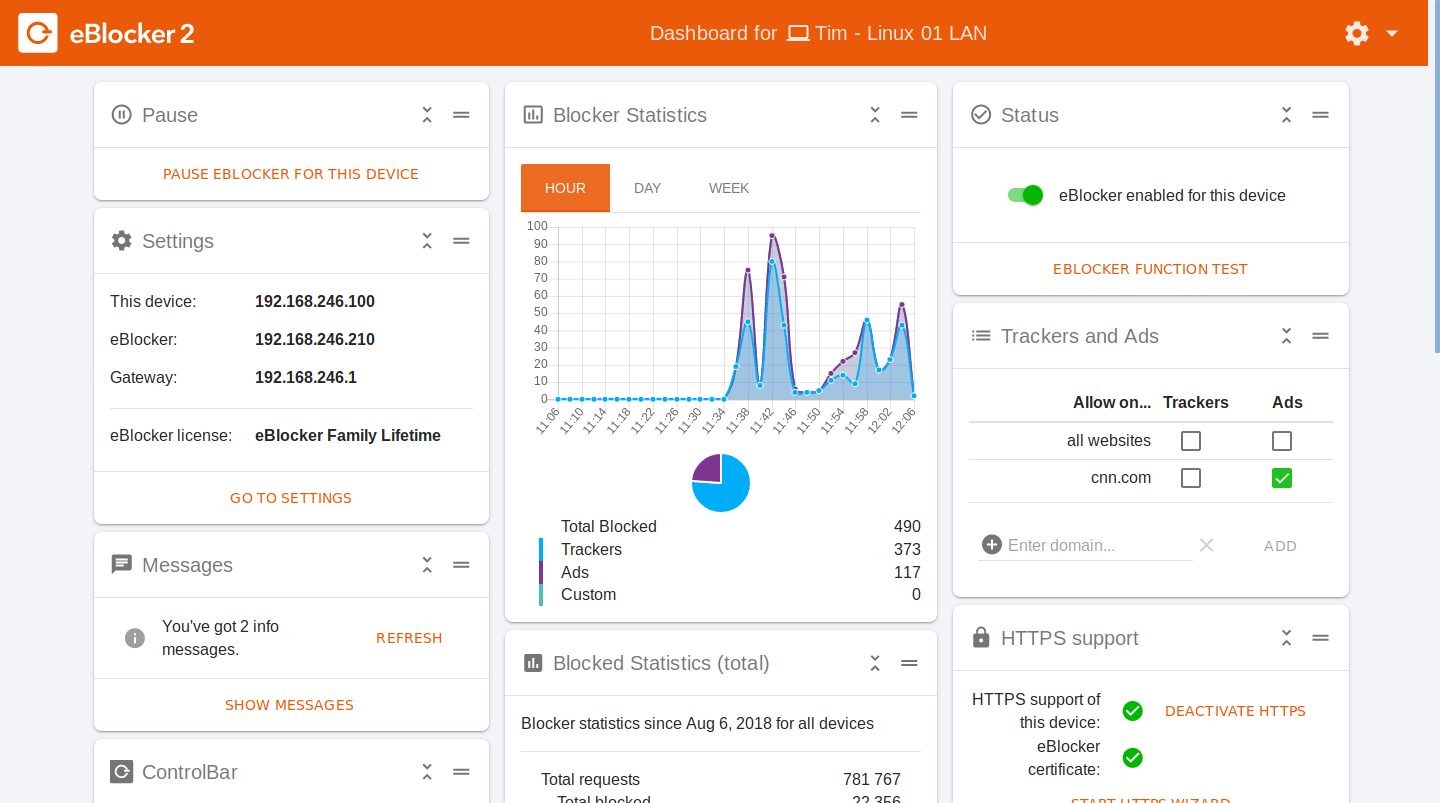 eBlocker 2
Dashboard for Tim - Linux 01 LAN
Pause
PAUSE EBLOCKER FOR THIS DEVICE
Settings
This device: 192.168.246.100
eBlocker: 192.168.246.210
Gateway: 192.168.246.1
eBlocker license: eBlocker Family Lifetime
GO TO SETTINGS
Messages
You've got 2 info
messages.
REFRESH
SHOW MESSAGES
ControlBar
Blocker Statistics
HOUR DAY WEEK
100
90
80
70
60
50
40
30
20
10
0
11:06 11:10 11:14 11:18 11:22 11:26 11:30 11:34 11:38 11:42 11:46 11:50 11:54 11:58 12:02 12:06
Total Blocked 490
Trackers 373
Ads 117
Custom 0
Blocked Statistics (total)
Blocker statistics since Aug 6, 2018 for all devices
Total requests 781 767
Total blocked 22 356
Status
eBlocker enabled for this device
EBLOCKER FUNCTION TEST
Trackers and Ads
Allow on... Trackers Ads
all websites
cnn.com
Enter domain... ADD
HTTPS support
HTTPS support of
this device:
DEACTIVATE HTTPS
eBlocker
certificate:
START HTTPS WIZARD